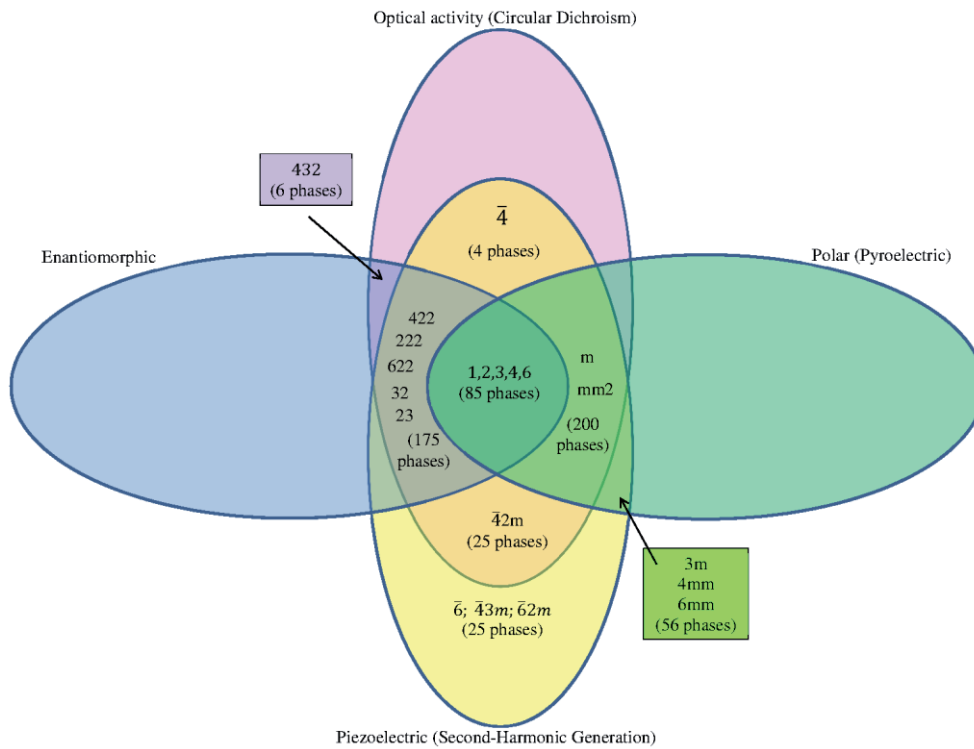 Optical activity (Circular Dichroism)
432
(6 phases)
4̅
(4 phases)
Enantiomorphic
Polar (Pyroelectric)
422
222
622
32
23
(175
phases)
1,2,3,4,6
(85 phases)
m
mm2
(200
phases)
4̅2m
(25 phases)
3m
4mm
6mm
(56 phases)
6̅; 4̅3m; 6̅2m
(25 phases)
Piezoelectric (Second-Harmonic Generation)